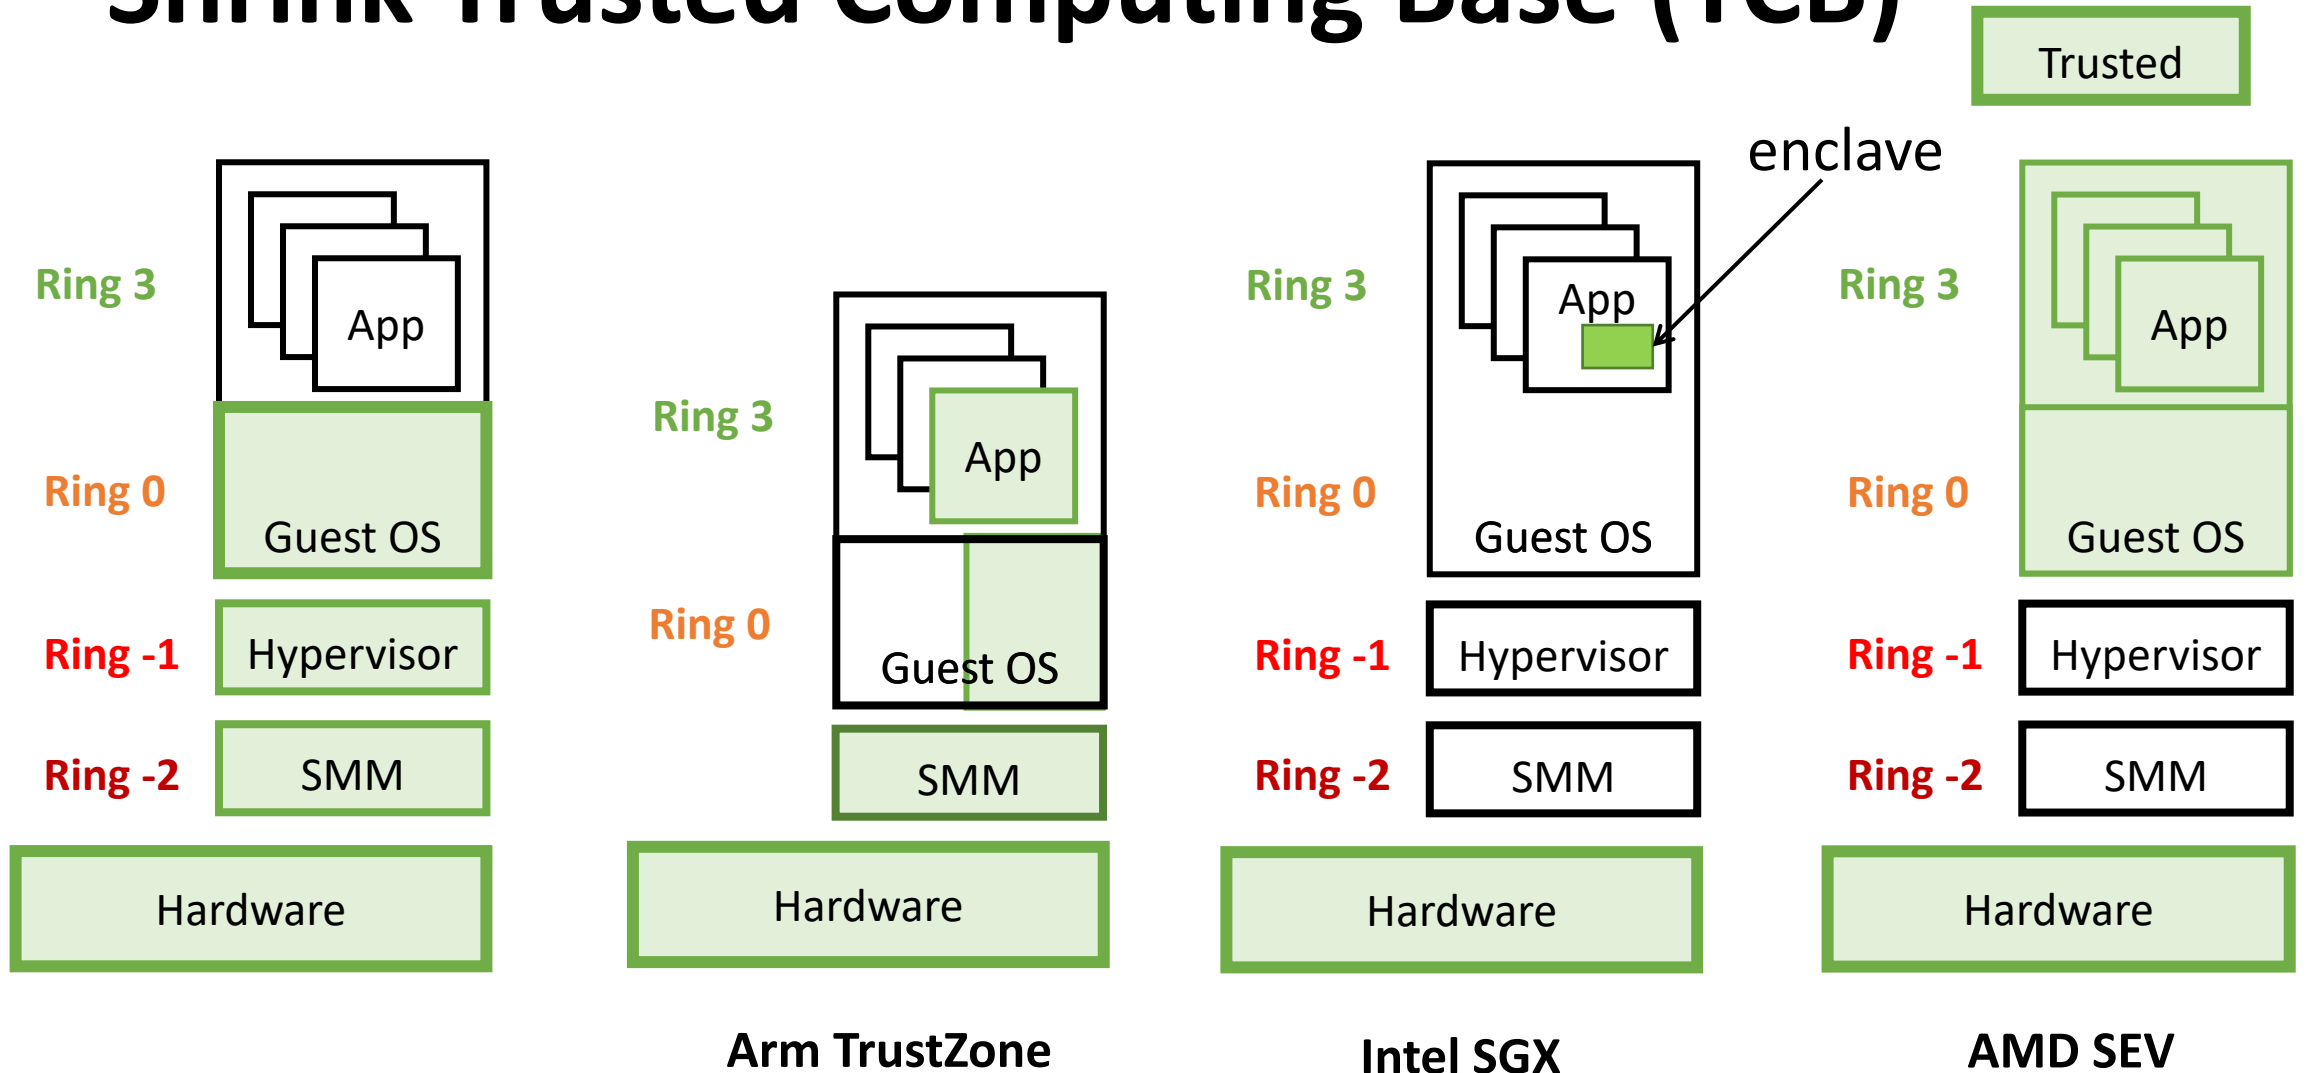 Shrink Trusted Computing Base (TCB)
Trusted
enclave
Ring 3
App
Ring 0
Guest OS
Ring -1
Hypervisor
Ring -2
SMM
Hardware
Ring 3
App
Ring 0
Guest OS
SMM
Hardware
Arm TrustZone
Ring 3
App
Ring 0
Guest OS
Ring -1
Hypervisor
Ring -2
SMM
Hardware
Intel SGX
Ring 3
App
Ring 0
Guest OS
Ring -1
Hypervisor
Ring -2
SMM
Hardware
AMD SEV